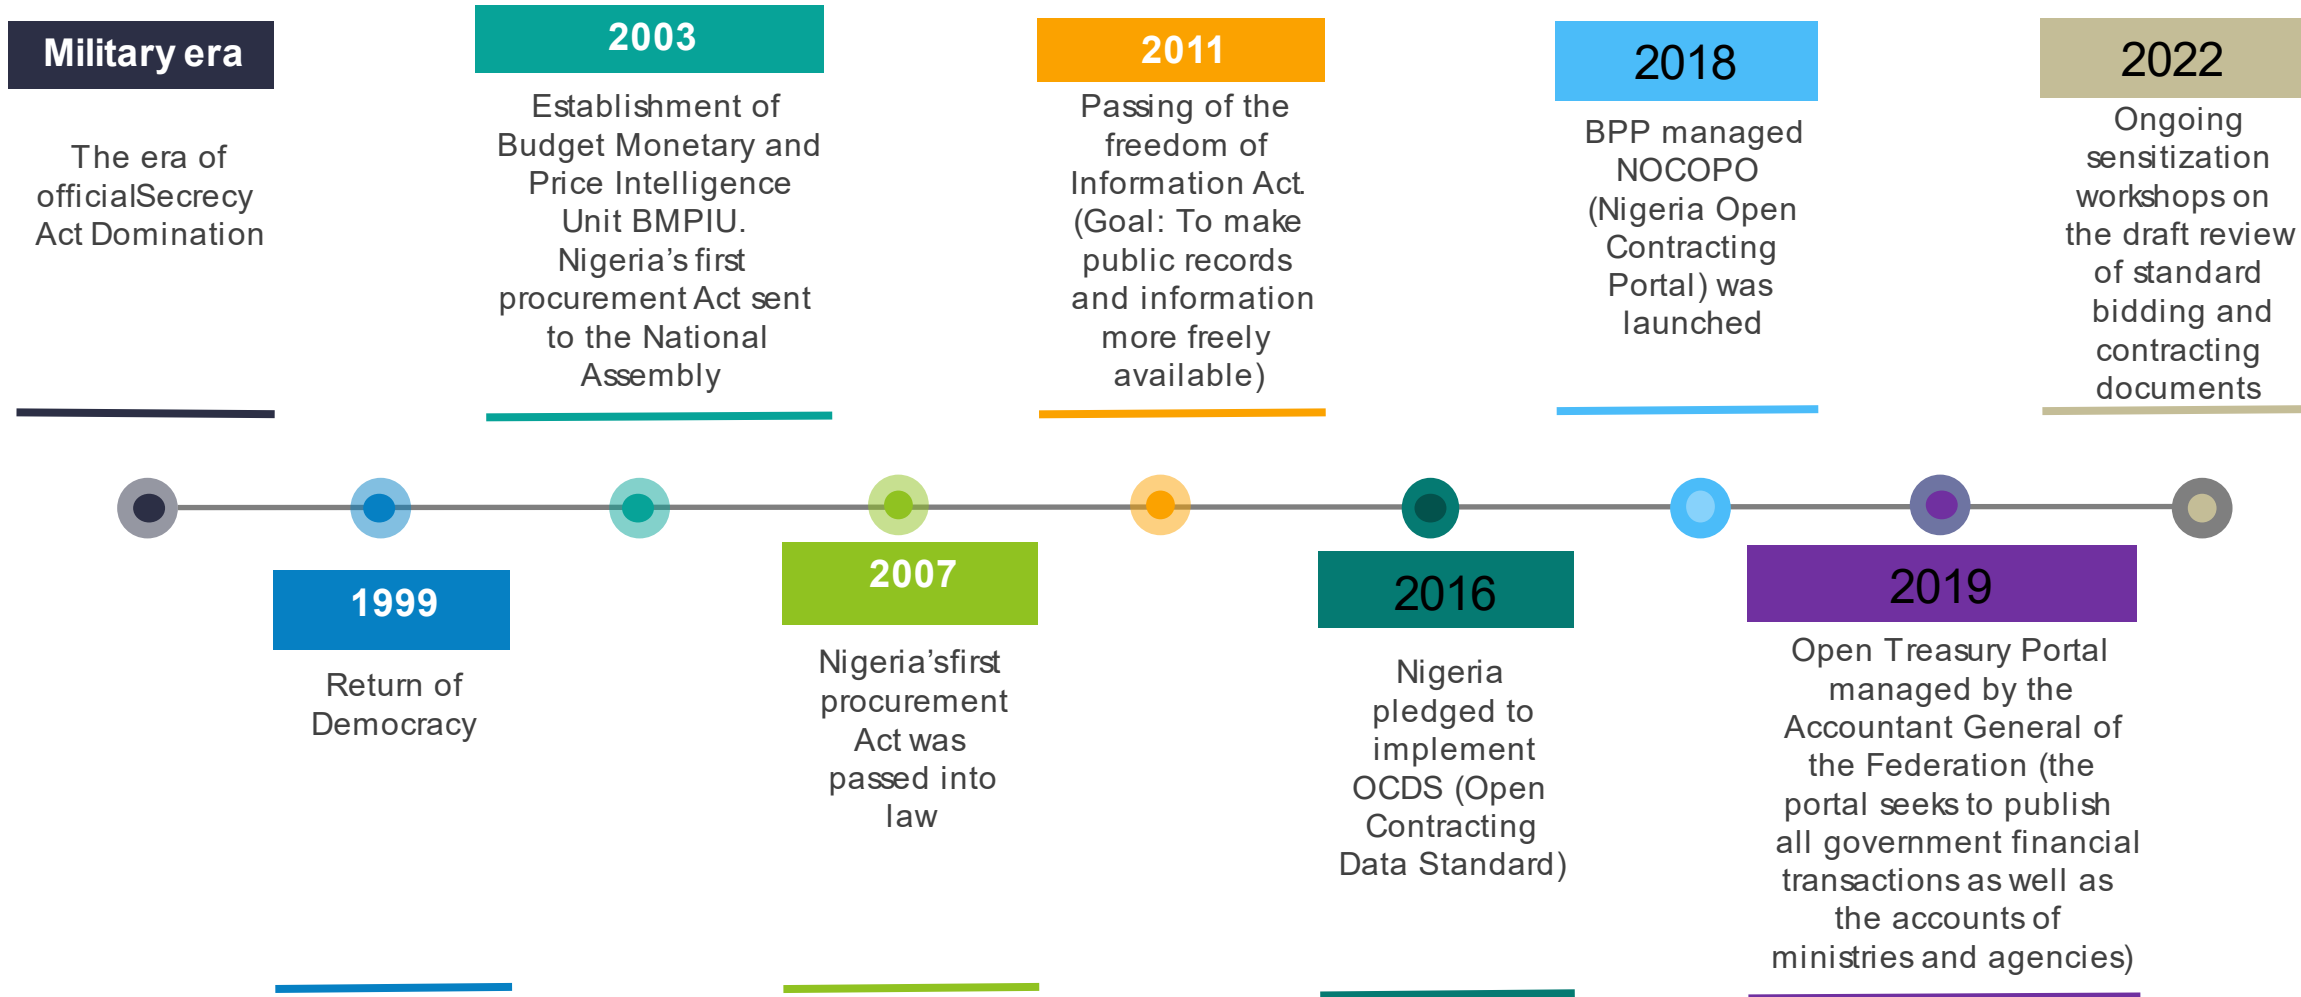 Military era
The era of
officialSecrecy
Act Domination
1999
Return of
Democracy
2003
Establishment of
Budget Monetary and
Price Intelligence
Unit BMPIU.
Nigeria’s first
procurement Act sent
to the National
Assembly
2007
Nigeria’sfirst
procurement
Act was
passed into
law
2011
Passing of the
freedom of
Information Act.
(Goal: To make
public records
and information
more freely
available)
2016
Nigeria
pledged to
implement
OCDS (Open
Contracting
Data Standard)
2018
BPP managed
NOCOPO
(Nigeria Open
Contracting
Portal) was
launched
2019
Open Treasury Portal
managed by the
Accountant General of
the Federation (the
portal seeks to publish
all government financial
transactions as well as
the accounts of
ministries and agencies)
2022
Ongoing
sensitization
workshops on
the draft review
of standard
bidding and
contracting
documents